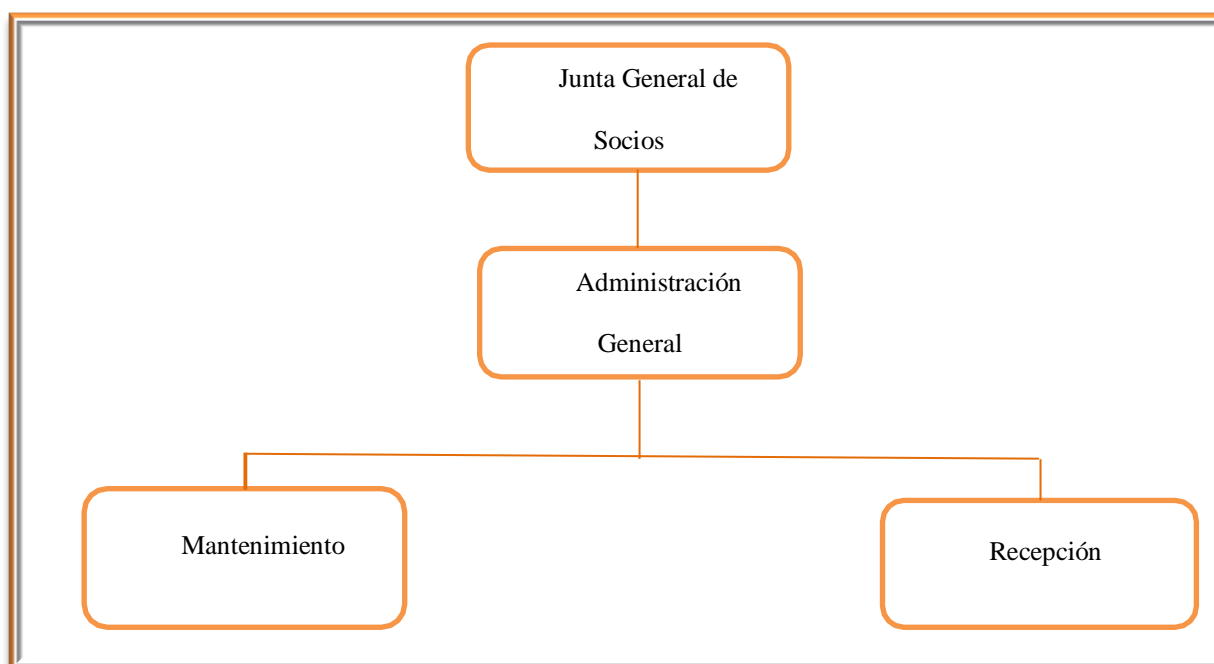 Junta General de
Socios
Administración
General
Mantenimiento
Recepción